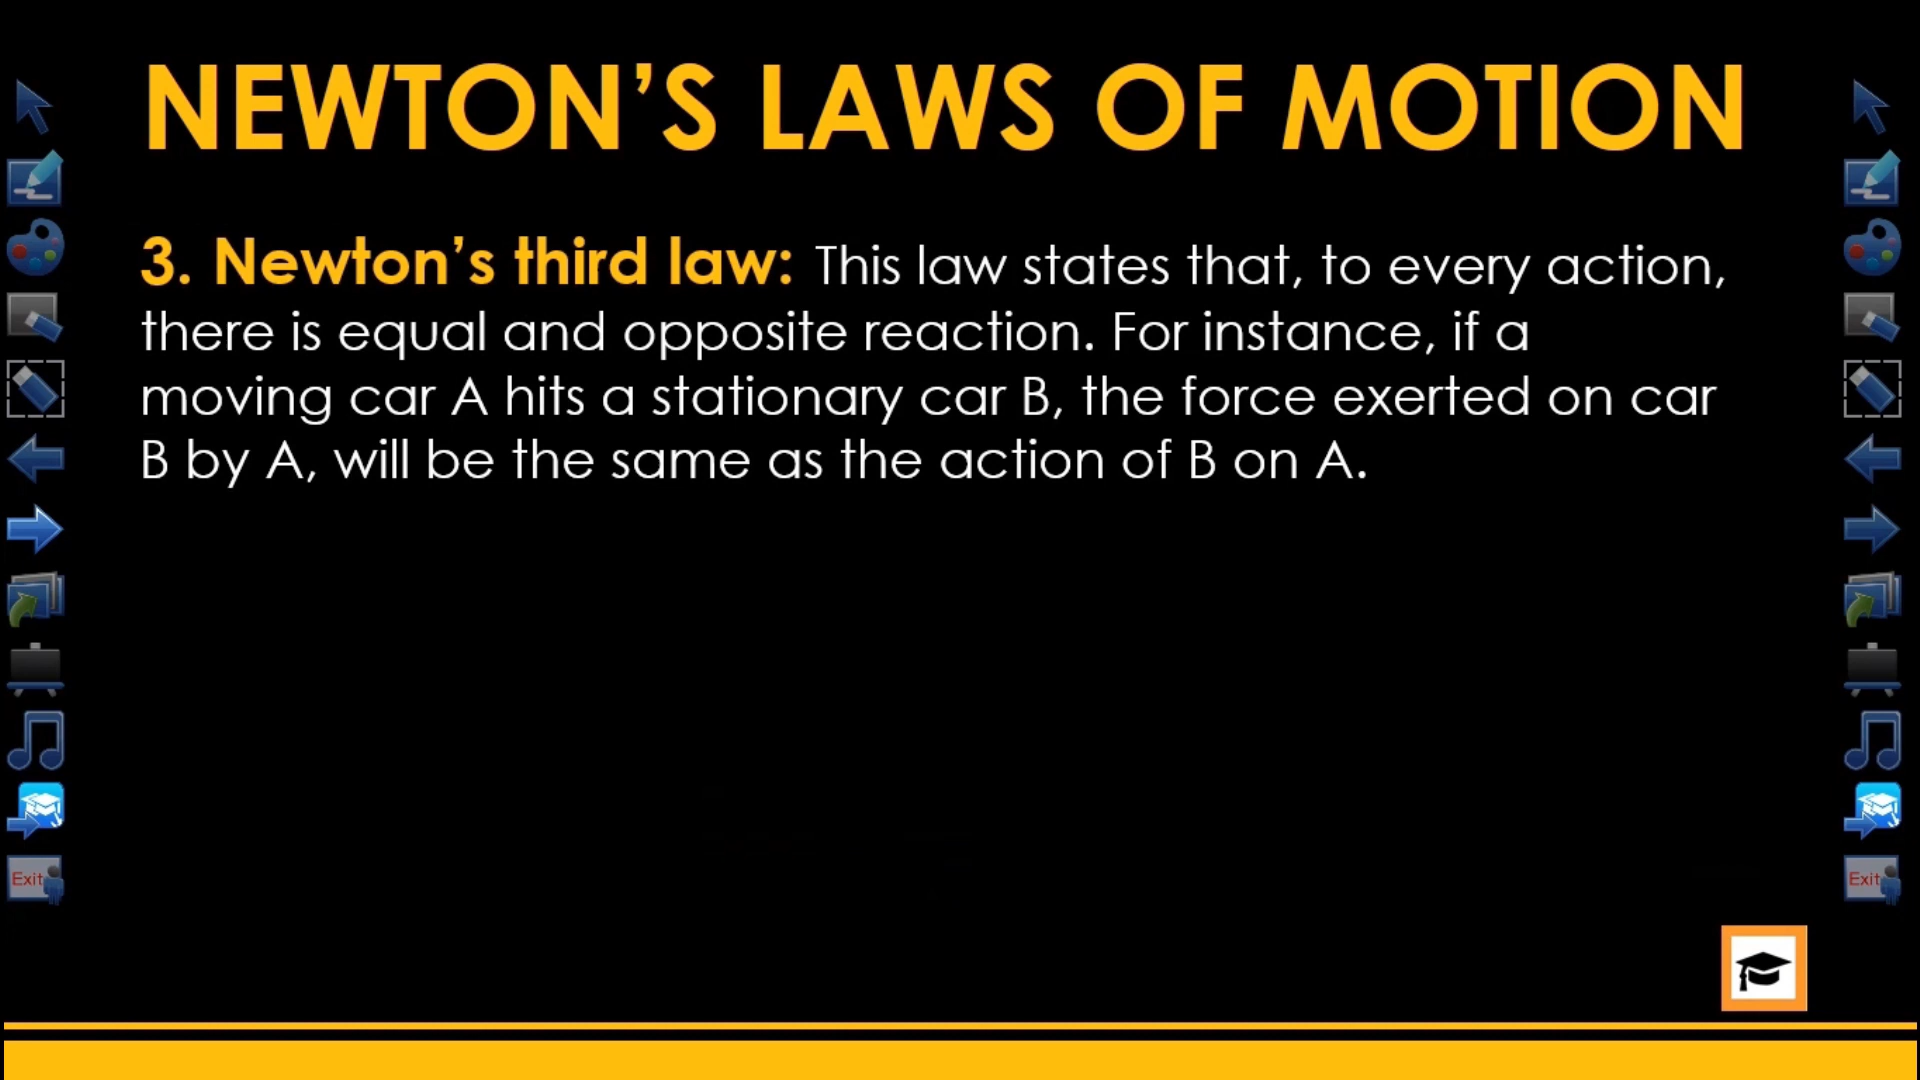 NEWTON’S LAWS OF MOTION
3. Newton’s third law: This law states that, to every action,
there is equal and opposite reaction. For instance, if a
moving car A hits a stationary car B, the force exerted on car
B by A, will be the same as the action of B on A.
Exit
Exit